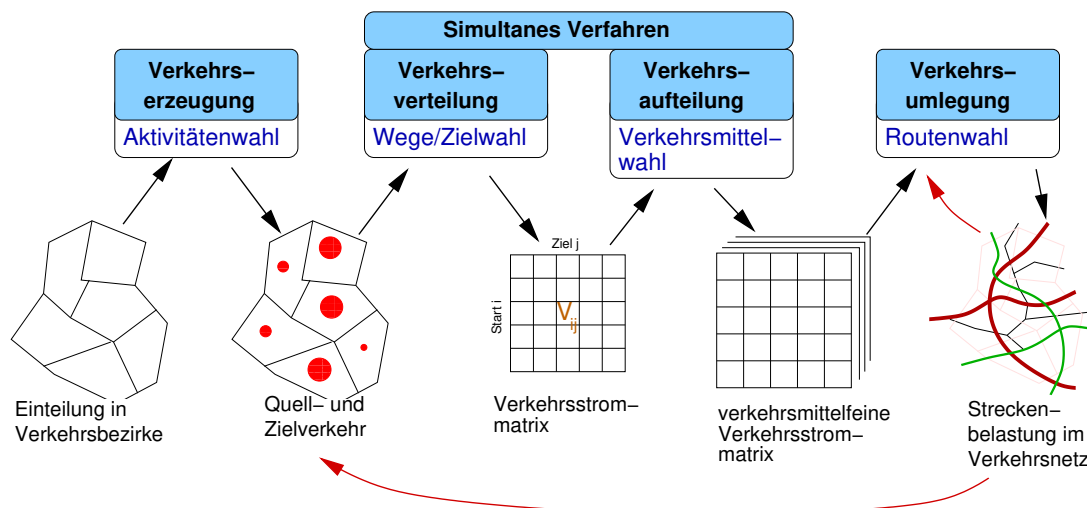 Simultanes Verfahren
Verkehrs−
erzeugung
Aktivitätenwahl
Verkehrs−
verteilung
Wege/Zielwahl
Verkehrs−
aufteilung
Verkehrsmittel−
wahl
Verkehrs−
umlegung
Routenwahl
Einteilung in
Verkehrsbezirke
Quell− und
Zielverkehr
Ziel j
Start i
V ij
Verkehrsstrom−
matrix
verkehrsmittelfeine
Verkehrsstrom−
matrix
Strecken−
belastung im
Verkehrsnetz